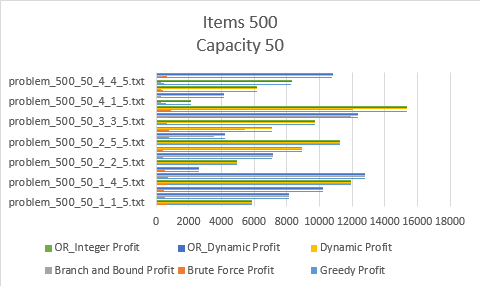 Items 500
Capacity 50
problem_500_50_4_4_5.txt
problem_500_50_4_1_5.txt
problem_500_50_3_3_5.txt
problem_500_50_2_5_5.txt
problem_500_50_2_2_5.txt
problem_500_50_1_4_5.txt
problem_500_50_1_1_5.txt
0 2000 4000 6000 8000 10000 12000 14000 16000 18000
OR_Integer Profit OR_Dynamic Profit Dynamic Profit
Branch and Bound Profit Brute Force Profit Greedy Profit